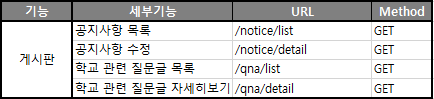 기능 세부기능 URL Method
게시판 공지사항 목록 /notice/list GET
공지사항 수정 /notice/detail GET
학교 관련 질문글 목록 /qna/list GET
학교 관련 질문글 자세히보기 /qna/detail GET